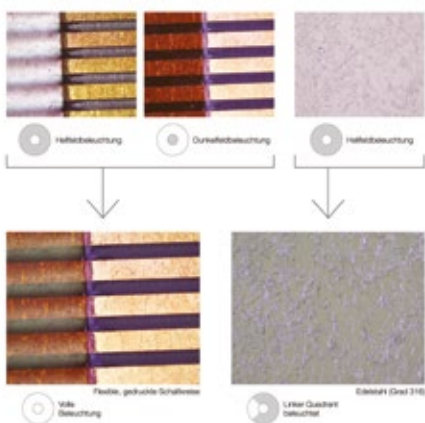 Hellfeldbeleuchtung
Dunkelfeldbeleuchtung
Hellfeldbeleuchtung
Flexible, gedruckte Schaltkreise
Edelstahl (Grad 316)
Volle
Beleuchtung
Linker Quadrant
beleuchtet